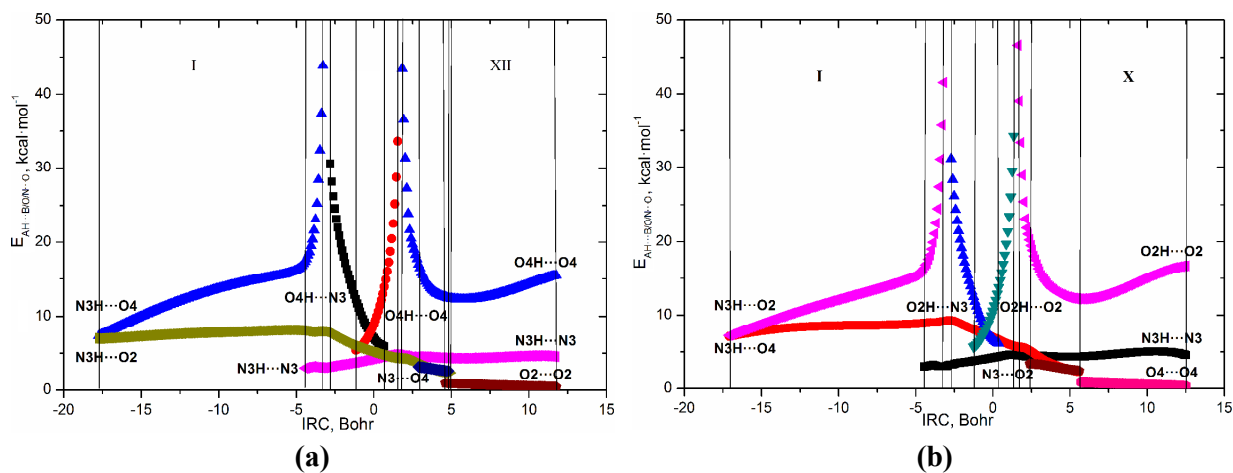 50
40
30
20
10
0
E_AH···B/O/N···O, kcal·mol⁻¹
I
XII
N3H···O4
N3H···O2
O4H···N3
O4H···O4
N3H···N3
N3···O4
O4H···O4
N3H···N3
O2···O2
-20 -15 -10 -5 0 5 10 15
IRC, Bohr
(a)
50
40
30
20
10
0
E_AH···B/O/N···O, kcal·mol⁻¹
I
X
N3H···O2
N3H···O4
O2H···N3
O2H···O2
N3···O2
O2H···O2
N3H···N3
O4···O4
-20 -15 -10 -5 0 5 10 15
IRC, Bohr
(b)